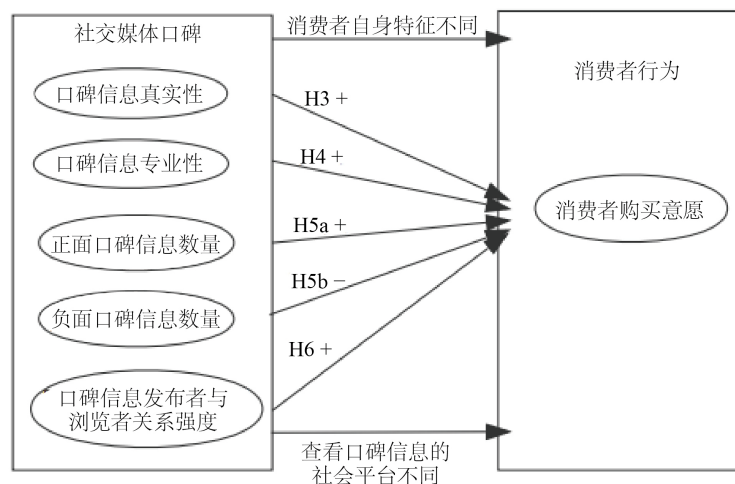 社交媒体口碑
消费者自身特征不同
消费者行为
口碑信息真实性
H3 +
口碑信息专业性
H4 +
消费者购买意愿
正面口碑信息数量
H5a +
H5b −
负面口碑信息数量
H6 +
口碑信息发布者与
浏览者关系强度
查看口碑信息的
社会平台不同